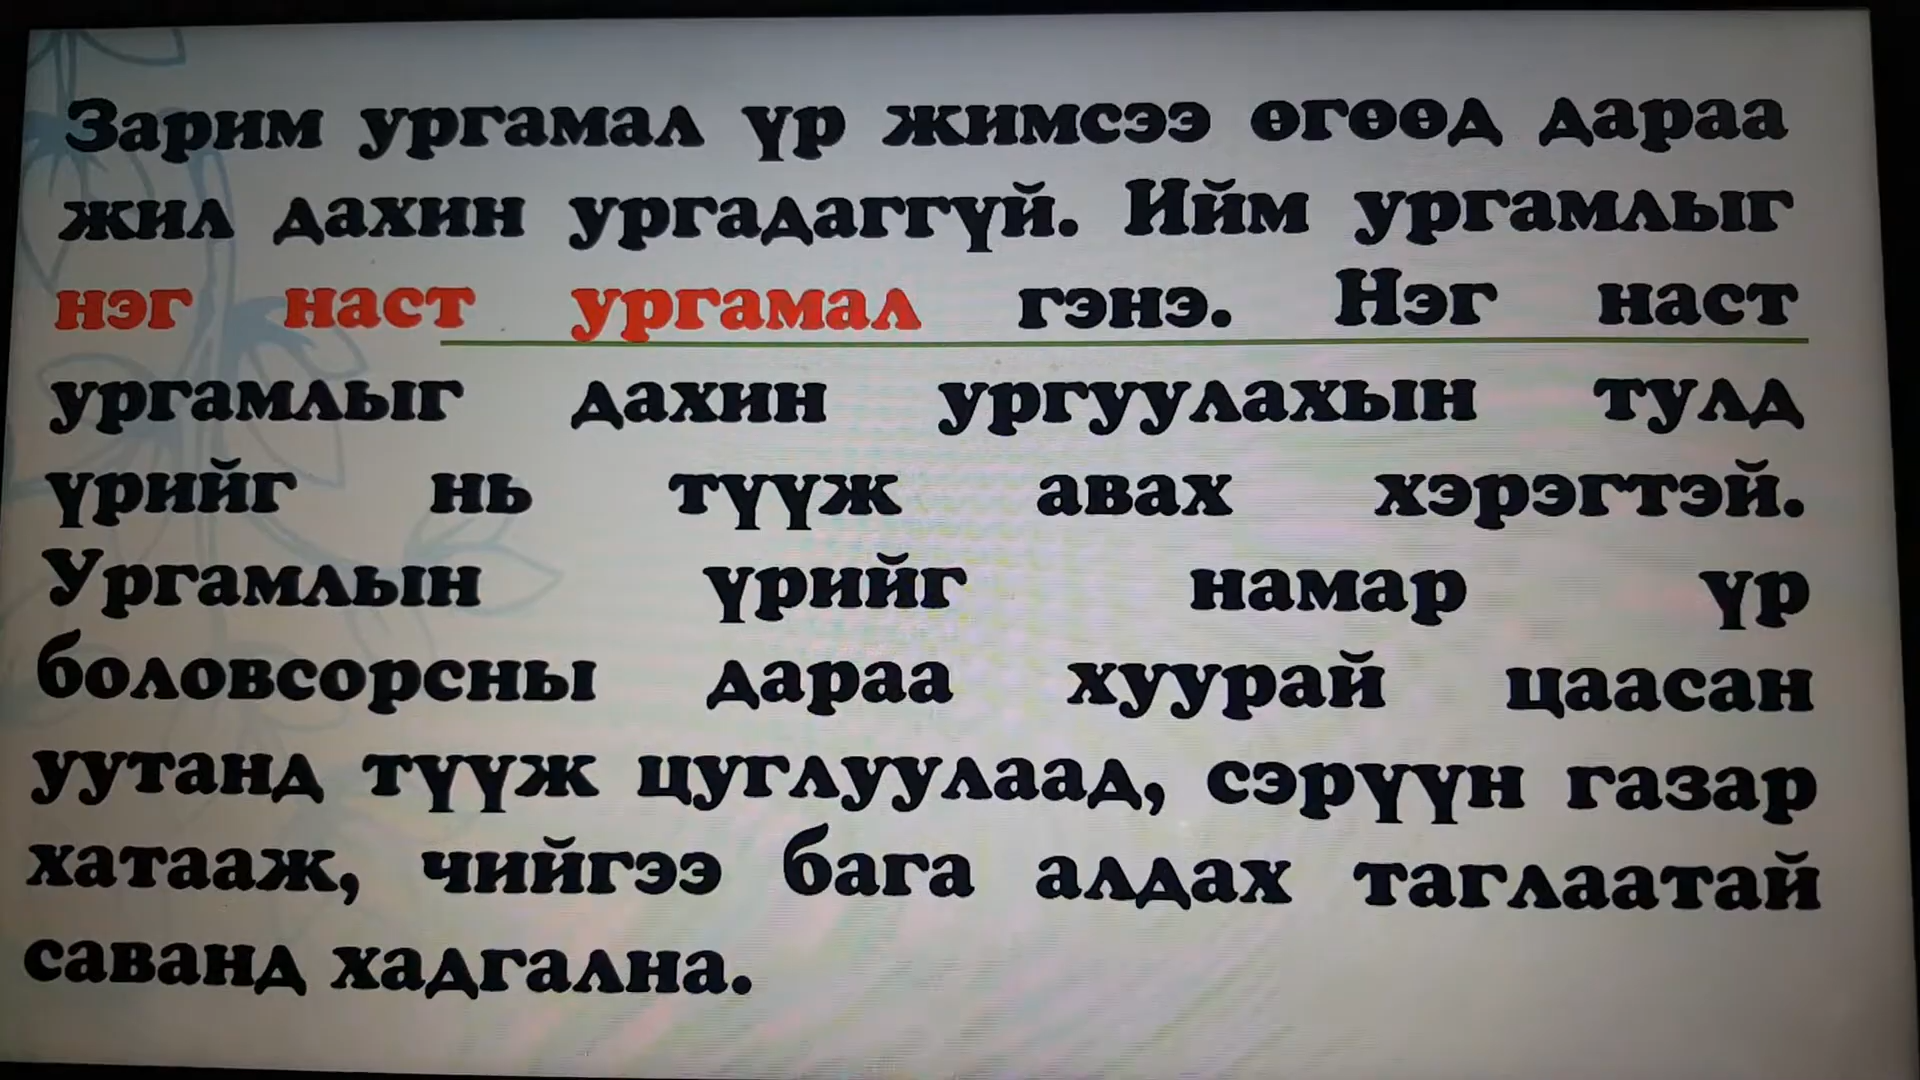 Зарим ургамал үр жимсээ өгөөд дараа
жил дахин ургадаггүй. Ийм ургамлыг
нэг наст ургамал гэнэ. Нэг наст
ургамлыг дахин ургуулахын тулд
үрийг нь түүж авах хэрэгтэй.
Ургамлын үрийг намар үр
боловсорсны дараа хуурай цаасан
уутанд түүж цуглуулаад, сэрүүн газар
хатааж, чийгээ бага алдах таглаатай
саванд хадгална.